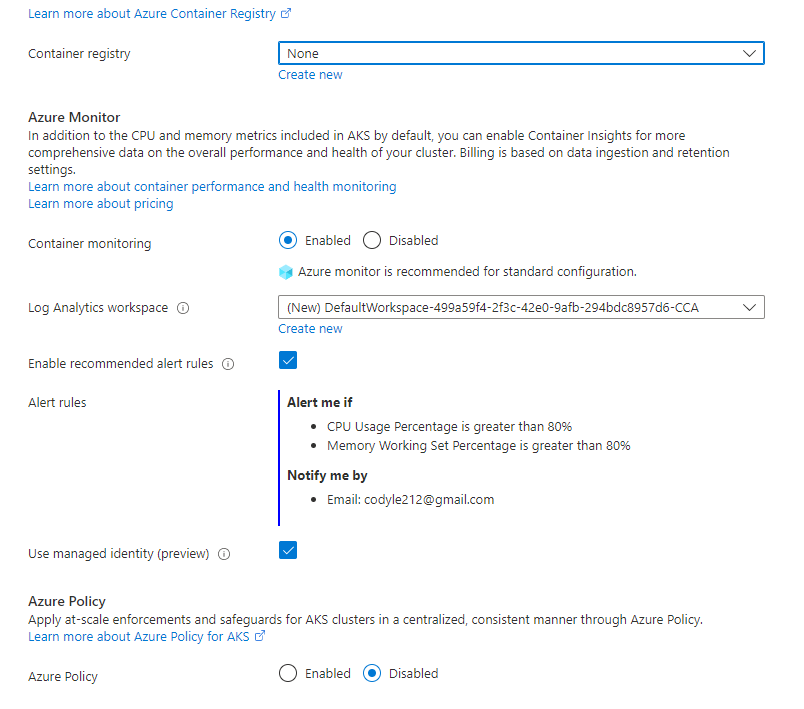 Learn more about Azure Container Registry
Container registry
None
Create new
Azure Monitor
In addition to the CPU and memory metrics included in AKS by default, you can enable Container Insights for more
comprehensive data on the overall performance and health of your cluster. Billing is based on data ingestion and retention
settings.
Learn more about container performance and health monitoring
Learn more about pricing
Container monitoring
Enabled
Disabled
Azure monitor is recommended for standard configuration.
Log Analytics workspace
(New) DefaultWorkspace-499a59f4-2f3c-42e0-9afb-294bdc8957d6-CCA
Create new
Enable recommended alert rules
Alert rules
Alert me if
• CPU Usage Percentage is greater than 80%
• Memory Working Set Percentage is greater than 80%
Notify me by
• Email: codyle212@gmail.com
Use managed identity (preview)
Azure Policy
Apply at-scale enforcements and safeguards for AKS clusters in a centralized, consistent manner through Azure Policy.
Learn more about Azure Policy for AKS
Azure Policy
Enabled
Disabled